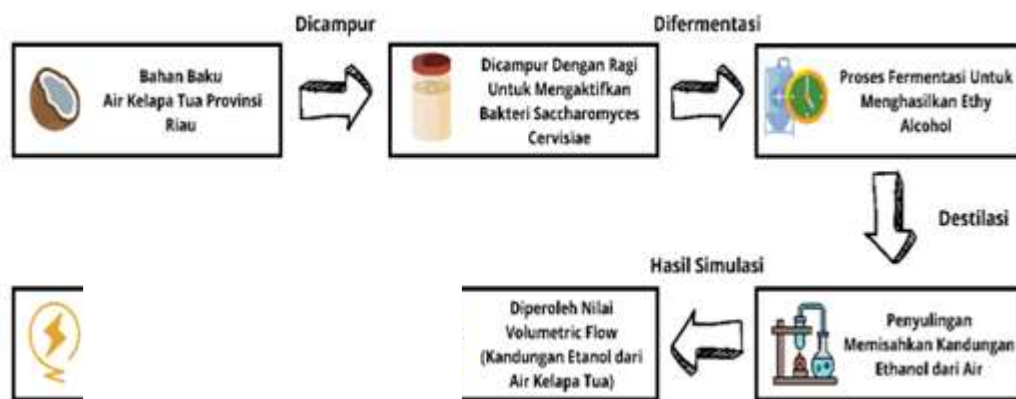 Dicampur
Difermentasi
Bahan Baku
Air Kelapa Tua Provinsi
Riau
Dicampur Dengan Ragi
Untuk Mengaktifkan
Bakteri Saccharomyces
Cervisiae
Proses Fermentasi Untuk
Menghasilkan Ethy
Alcohol
Destilasi
Hasil Simulasi
Diperoleh Nilai
Volumetric Flow
(Kandungan Etanol dari
Air Kelapa Tua)
Penyulingan
Memisahkan Kandungan
Ethanol dari Air